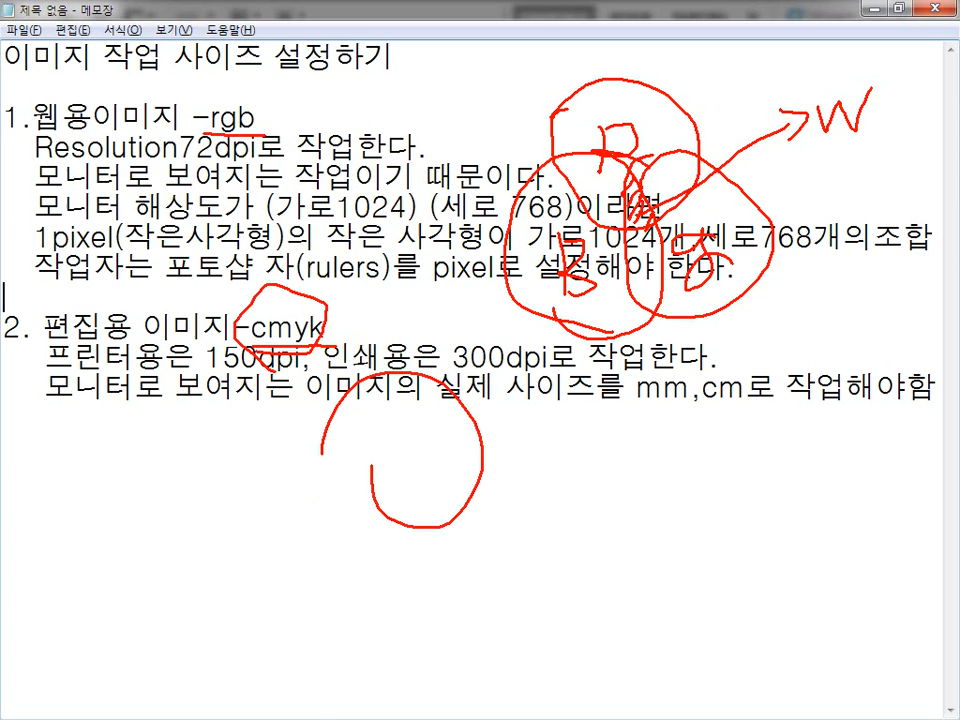 제목 없음 - 메모장
파일(F) 편집(E) 서식(O) 보기(V) 도움말(H)
이미지 작업 사이즈 설정하기
1.웹용이미지 -rgb
Resolution72dpi로 작업한다.
모니터로 보여지는 작업이기 때문이다.
모니터 해상도가 (가로1024) (세로 768)이라면
1pixel(작은사각형)의 작은 사각형이 가로1024개,세로768개의조합
작업자는 포토샵 자(rulers)를 pixel로 설정해야 한다.
2. 편집용 이미지-cmyk
프린터용은 150dpi, 인쇄용은 300dpi로 작업한다.
모니터로 보여지는 이미지의 실제 사이즈를 mm,cm로 작업해야함
R
W
B
g